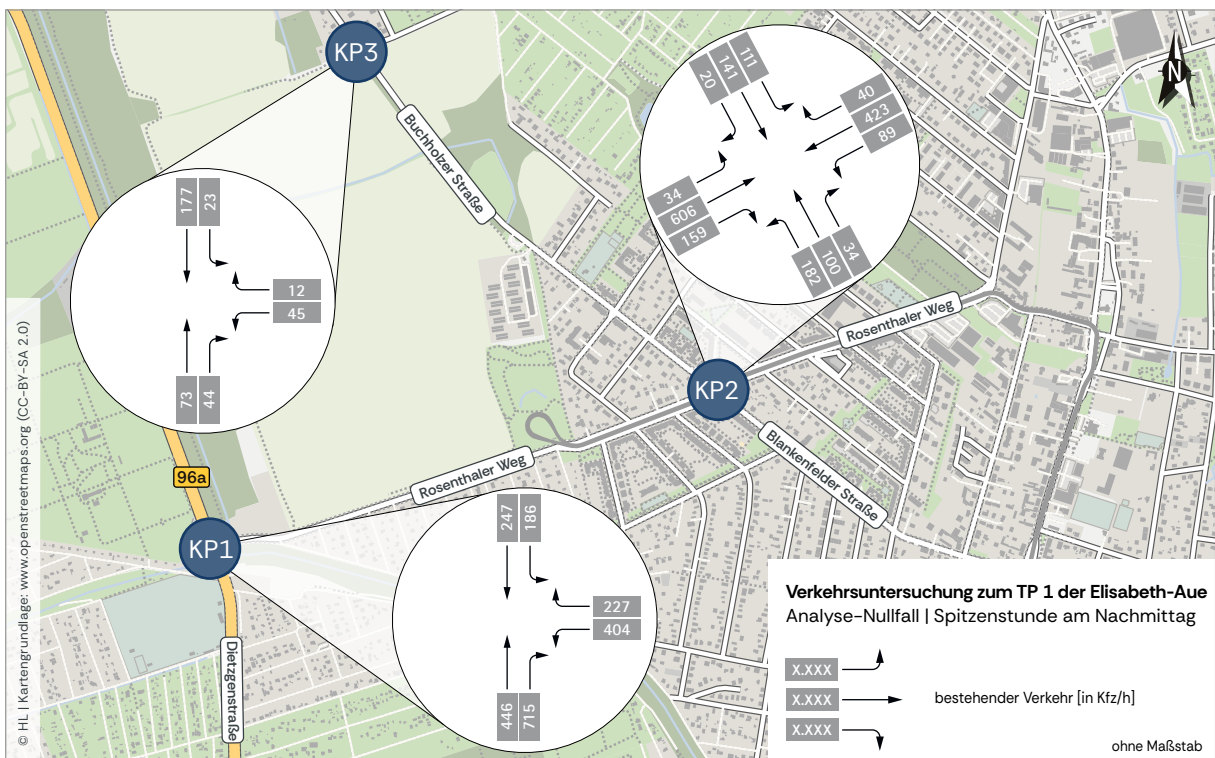 KP3
N
20
141
111
40
423
89
34
606
159
182
100
34
Buchholzer Straße
177
23
12
45
73
44
Rosenthaler Weg
KP2
Blankenfelder Straße
96a
Rosenthaler Weg
KP1
247
186
227
404
446
715
Dietzgenstraße
© HL | Kartengrundlage: www.openstreetmaps.org (CC-BY-SA 2.0)
Verkehrsuntersuchung zum TP 1 der Elisabeth-Aue
Analyse-Nullfall | Spitzenstunde am Nachmittag
X.XXX
X.XXX bestehender Verkehr [in Kfz/h]
X.XXX
ohne Maßstab